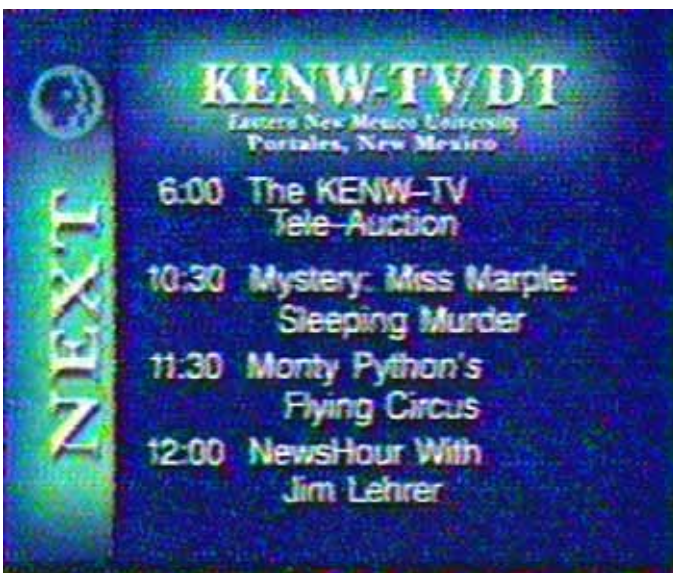 KENW-TV/DT
Eastern New Mexico University
Portales, New Mexico
NEXT
6:00 The KENW-TV
Tele-Auction
10:30 Mystery: Miss Marple:
Sleeping Murder
11:30 Monty Python's
Flying Circus
12:00 NewsHour With
Jim Lehrer